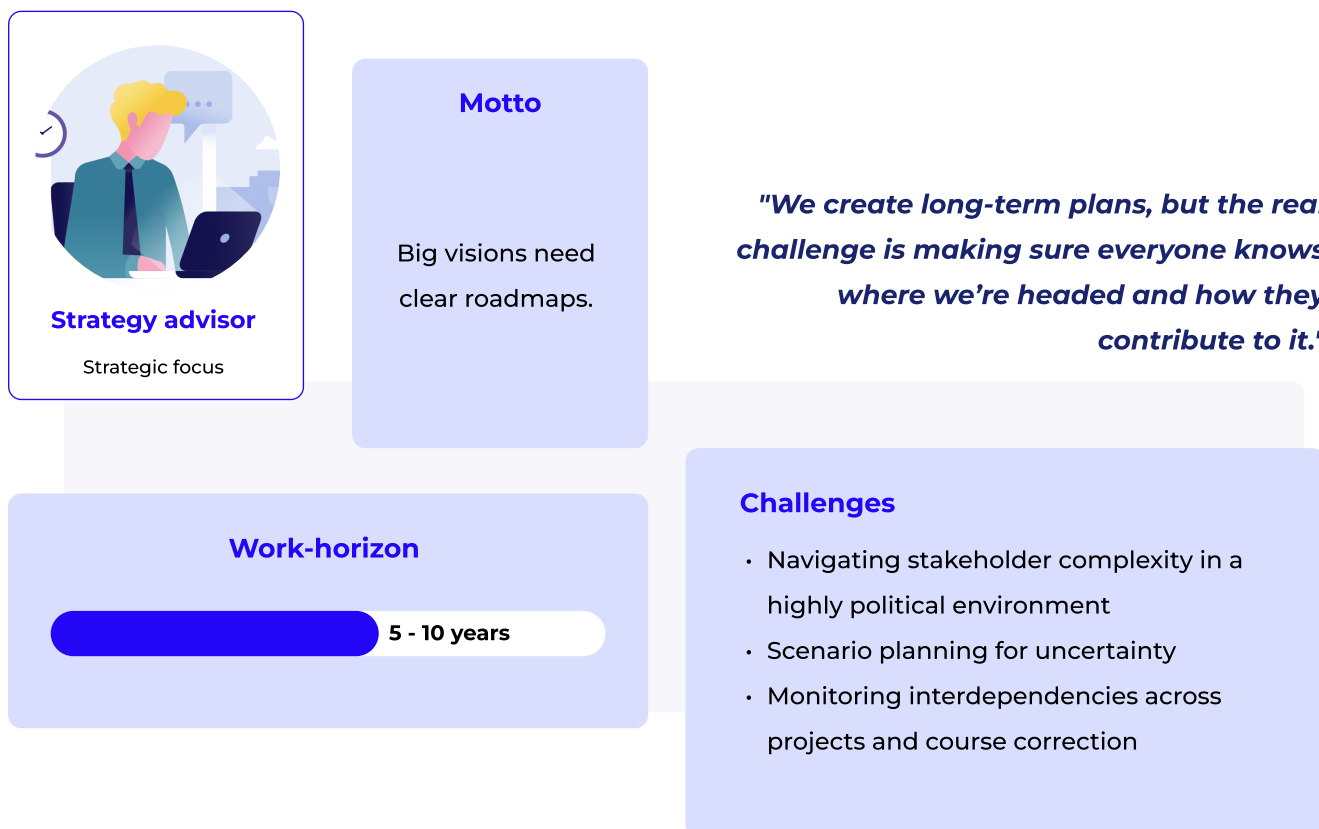 Strategy advisor
Strategic focus
Motto
Big visions need
clear roadmaps.
"We create long-term plans, but the real
challenge is making sure everyone knows
where we’re headed and how they
contribute to it."
Work-horizon
5 - 10 years
Challenges
• Navigating stakeholder complexity in a
highly political environment
• Scenario planning for uncertainty
• Monitoring interdependencies across
projects and course correction